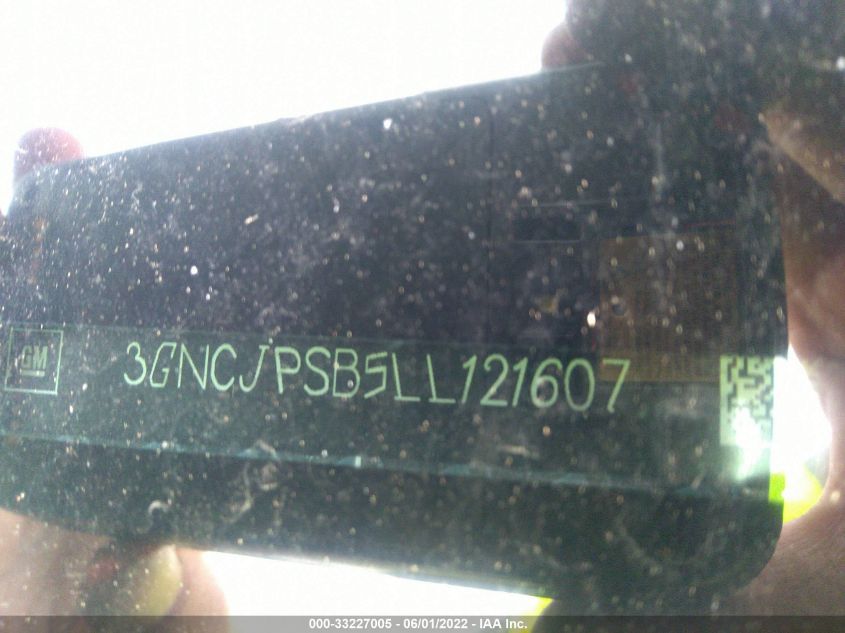 GM
3GNCJPSB5LL121607
000-33227005 - 06/01/2022 - IAA Inc.